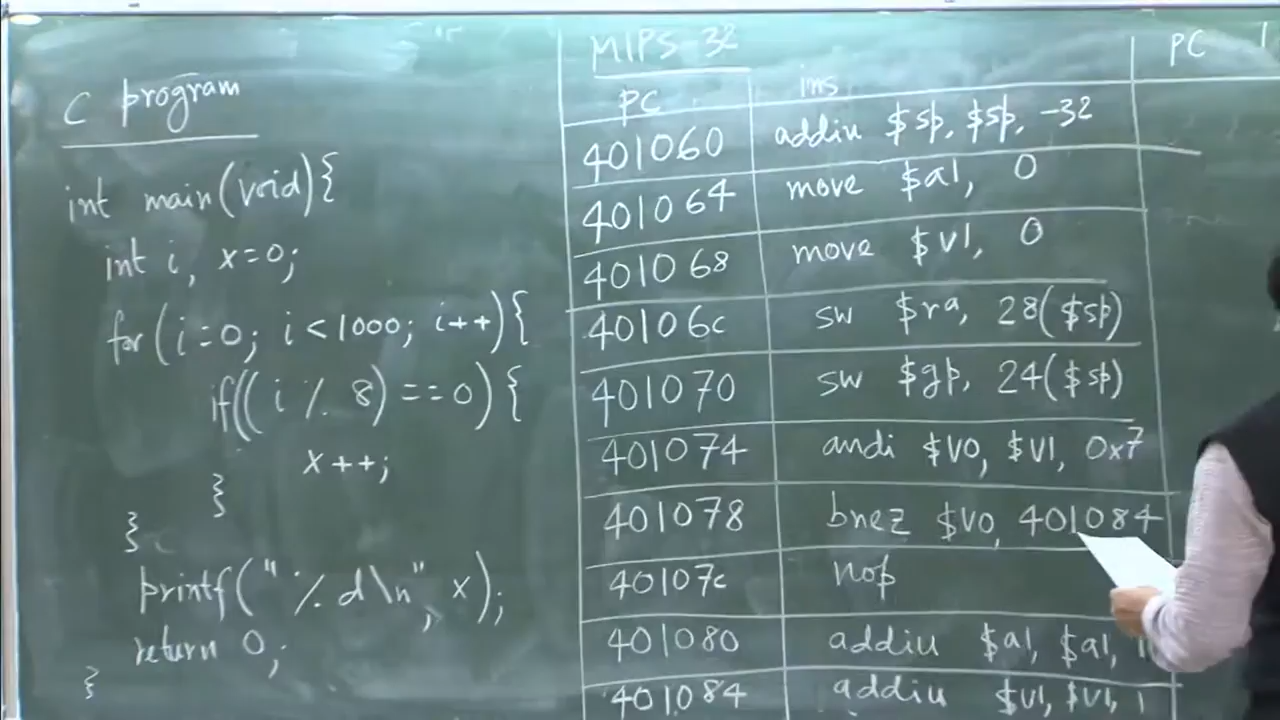 C program
int main(void){
int i, x=0;
for(i=0; i<1000; i++){
if((i % 8)==0){
x++;
}
}
printf("%d\n", x);
return 0;
}
MIPS-32
PC ins PC
401060 addiu $sp, $sp, -32
401064 move $a1, 0
401068 move $v1, 0
40106c sw $ra, 28($sp)
401070 sw $gp, 24($sp)
401074 andi $v0, $v1, 0x7
401078 bnez $v0, 401084
40107c nop
401080 addiu $a1, $a1, 1
401084 addiu $v1, $v1, 1